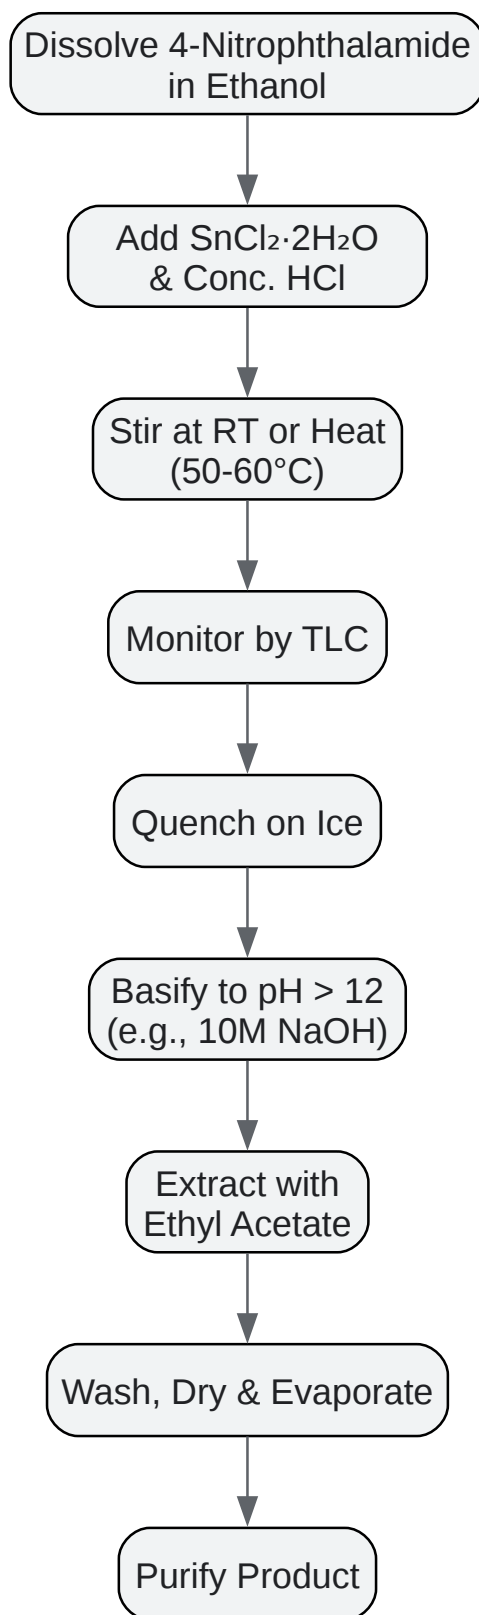 Dissolve 4-Nitrophthalamide
in Ethanol
Add SnCl₂·2H₂O
& Conc. HCl
Stir at RT or Heat
(50-60°C)
Monitor by TLC
Quench on Ice
Basify to pH > 12
(e.g., 10M NaOH)
Extract with
Ethyl Acetate
Wash, Dry & Evaporate
Purify Product